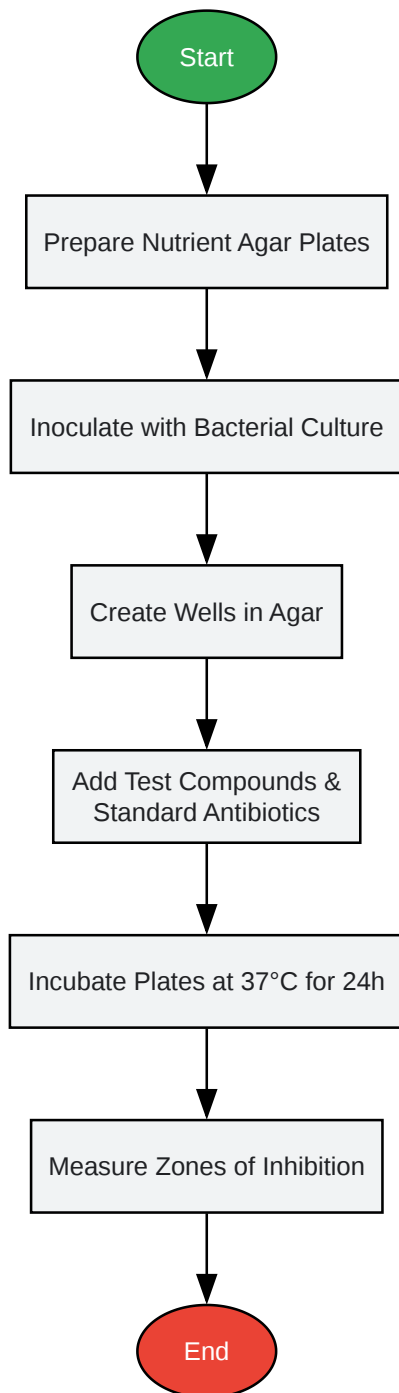 Start
Prepare Nutrient Agar Plates
Inoculate with Bacterial Culture
Create Wells in Agar
Add Test Compounds &
Standard Antibiotics
Incubate Plates at 37°C for 24h
Measure Zones of Inhibition
End